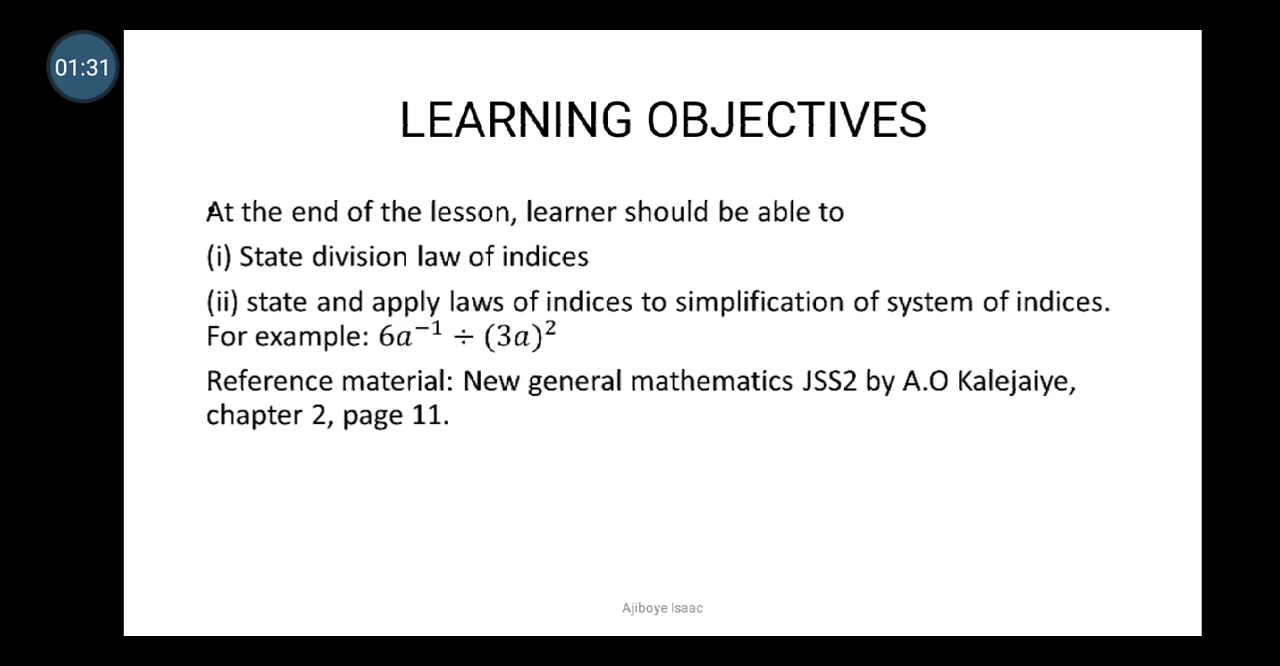 01:31
LEARNING OBJECTIVES
At the end of the lesson, learner should be able to
(i) State division law of indices
(ii) state and apply laws of indices to simplification of system of indices.
For example: 6a⁻¹ ÷ (3a)²
Reference material: New general mathematics JSS2 by A.O Kalejaiye,
chapter 2, page 11.
Ajiboye Isaac